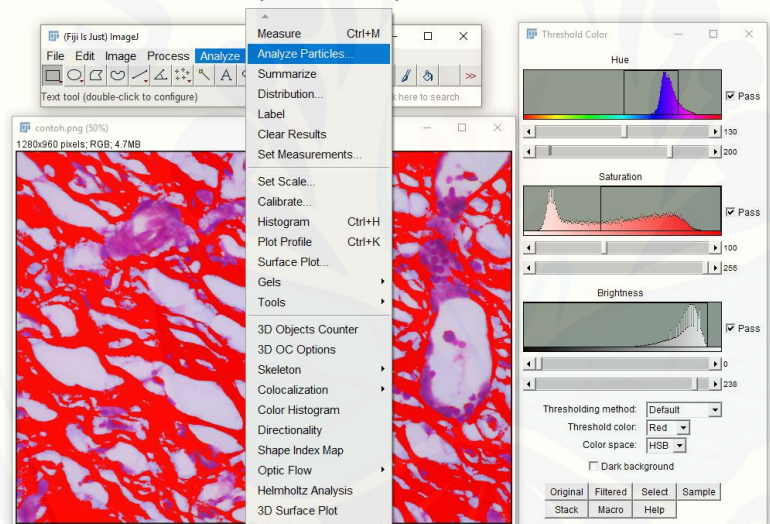 (Fiji Is Just) ImageJ
File Edit Image Process Analyze
Text tool (double-click to configure)
here to search
contoh.png (50%)
1280x960 pixels; RGB; 4.7MB
Measure Ctrl+M
Analyze Particles...
Summarize
Distribution...
Label
Clear Results
Set Measurements...
Set Scale...
Calibrate...
Histogram Ctrl+H
Plot Profile Ctrl+K
Surface Plot...
Gels
Tools
3D Objects Counter
3D OC Options
Skeleton
Colocalization
Color Histogram
Directionality
Shape Index Map
Optic Flow
Helmholtz Analysis
3D Surface Plot
Threshold Color
Hue
Pass
130
200
Saturation
Pass
100
255
Brightness
Pass
0
238
Thresholding method: Default
Threshold color: Red
Color space: HSB
Dark background
Original Filtered Select Sample
Stack Macro Help